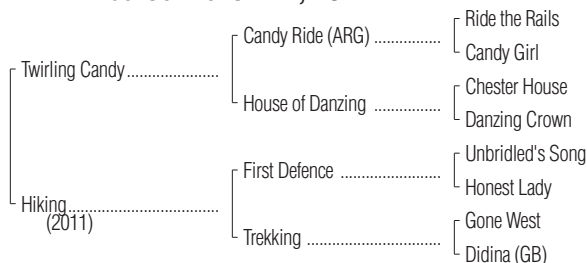 Ride the Rails
Candy Ride (ARG) ................
Candy Girl
Twirling Candy ......................
Chester House
House of Danzing ................
Danzing Crown
Unbridled's Song
First Defence ........................
Honest Lady
Hiking....................................
(2011)
Gone West
Trekking ................................
Didina (GB)